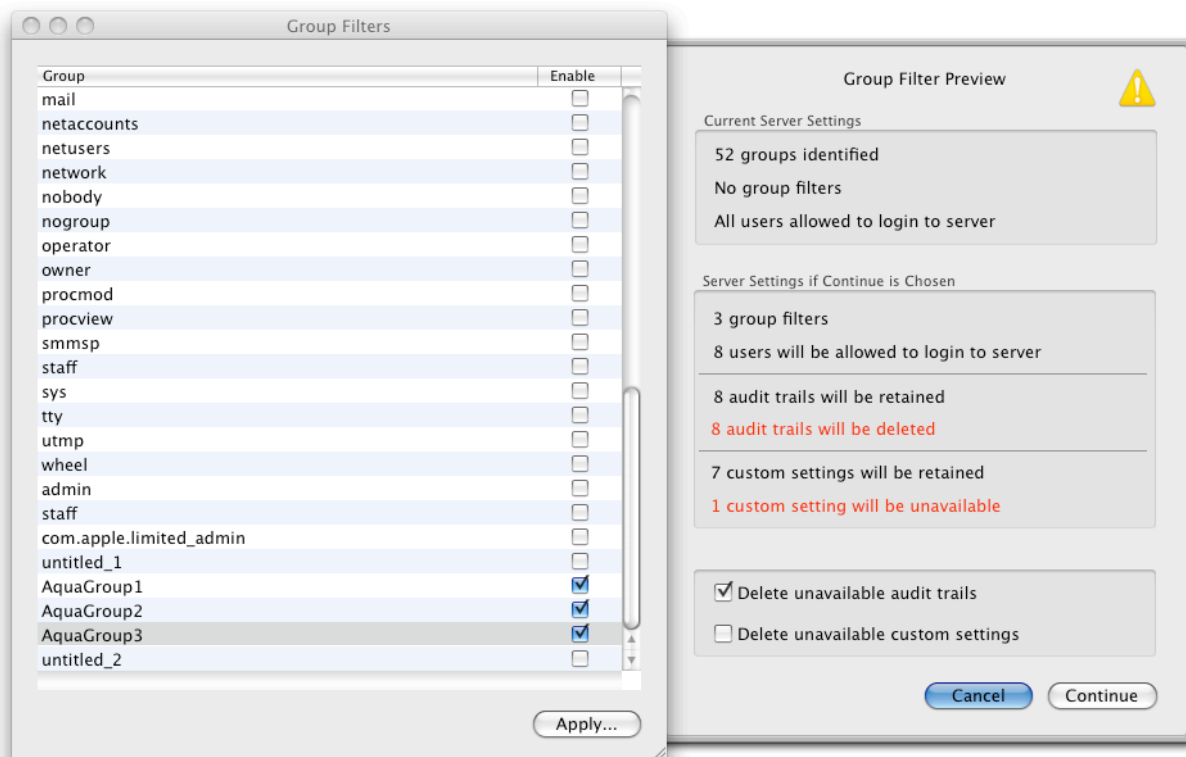 Group Filters
Group Enable
mail
netaccounts
netusers
network
nobody
nogroup
operator
owner
procmod
procview
smmsp
staff
sys
tty
utmp
wheel
admin
staff
com.apple.limited_admin
untitled_1
AquaGroup1
AquaGroup2
AquaGroup3
untitled_2
Apply...
Group Filter Preview
Current Server Settings
52 groups identified
No group filters
All users allowed to login to server
Server Settings if Continue is Chosen
3 group filters
8 users will be allowed to login to server
8 audit trails will be retained
8 audit trails will be deleted
7 custom settings will be retained
1 custom setting will be unavailable
Delete unavailable audit trails
Delete unavailable custom settings
Cancel Continue